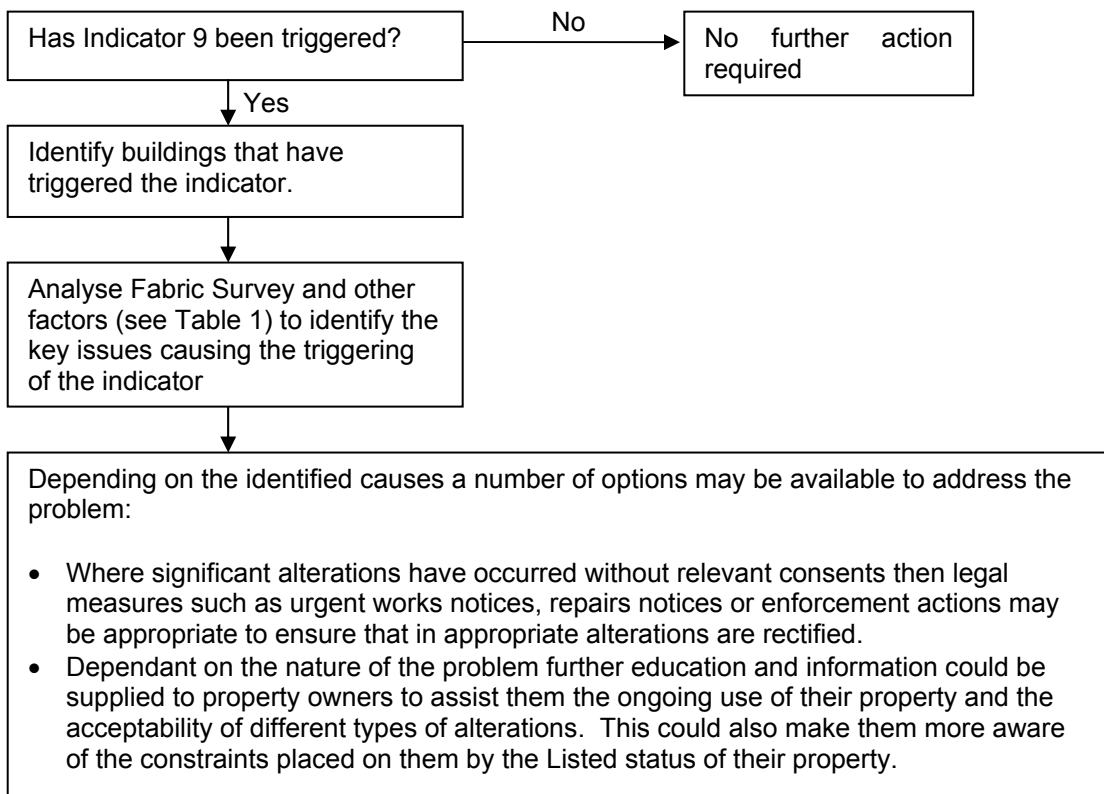 Has Indicator 9 been triggered?
No
No further action
required
Yes
Identify buildings that have
triggered the indicator.
Analyse Fabric Survey and other
factors (see Table 1) to identify the
key issues causing the triggering
of the indicator
Depending on the identified causes a number of options may be available to address the
problem:
• Where significant alterations have occurred without relevant consents then legal
measures such as urgent works notices, repairs notices or enforcement actions may
be appropriate to ensure that in appropriate alterations are rectified.
• Dependant on the nature of the problem further education and information could be
supplied to property owners to assist them the ongoing use of their property and the
acceptability of different types of alterations.  This could also make them more aware
of the constraints placed on them by the Listed status of their property.